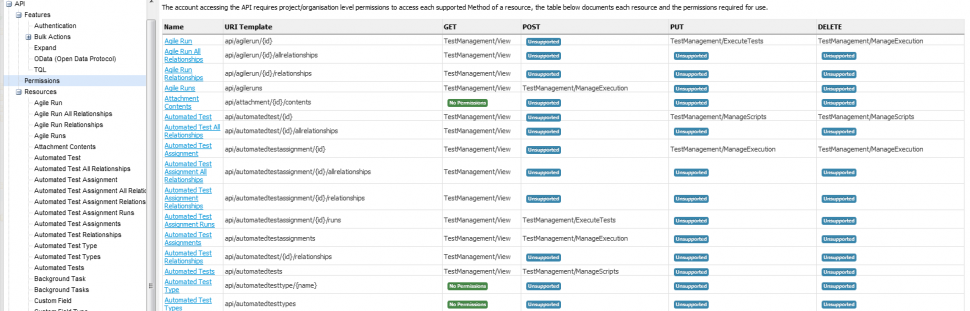 API
Features
Authentication
Bulk Actions
Expand
OData (Open Data Protocol)
TQL
Permissions
Resources
Agile Run
Agile Run All Relationships
Agile Run Relationships
Agile Runs
Attachment Contents
Automated Test
Automated Test All Relationships
Automated Test Assignment
Automated Test Assignment All Relatic
Automated Test Assignment Relations
Automated Test Assignment Runs
Automated Test Assignments
Automated Test Relationships
Automated Test Type
Automated Test Types
Automated Tests
Background Task
Background Tasks
Custom Field
Custom Field Type
The account accessing the API requires project/organisation level permissions to access each supported Method of a resource, the table below documents each resource and the permissions required for use.
Name URI Template GET POST PUT DELETE
Agile Run api/agilerun/{id} TestManagement/View Unsupported TestManagement/ExecuteTests TestManagement/ManageExecution
Agile Run All
Relationships api/agilerun/{id}/allrelationships Unsupported Unsupported Unsupported
Agile Run
Relationships api/agilerun/{id}/relationships TestManagement/View Unsupported Unsupported Unsupported
Agile Runs api/agileruns TestManagement/View TestManagement/ManageExecution Unsupported Unsupported
Attachment
Contents api/attachment/{id}/contents No Permissions Unsupported Unsupported Unsupported
Automated Test api/automatedtest/{id} TestManagement/View Unsupported TestManagement/ManageScripts TestManagement/ManageScripts
Automated Test All
Relationships api/automatedtest/{id}/allrelationships TestManagement/View Unsupported Unsupported Unsupported
Automated Test
Assignment api/automatedtestassignment/{id} TestManagement/View Unsupported TestManagement/ManageExecution TestManagement/ManageExecution
Automated Test
Assignment All
Relationships api/automatedtestassignment/{id}/allrelationships TestManagement/View Unsupported Unsupported Unsupported
Automated Test
Assignment
Relationships api/automatedtestassignment/{id}/relationships TestManagement/View Unsupported Unsupported Unsupported
Automated Test
Assignment Runs api/automatedtestassignment/{id}/runs TestManagement/View TestManagement/ExecuteTests Unsupported Unsupported
Automated Test
Assignments api/automatedtestassignments TestManagement/View TestManagement/ManageExecution Unsupported Unsupported
Automated Test
Relationships api/automatedtest/{id}/relationships TestManagement/View Unsupported Unsupported Unsupported
Automated Tests api/automatedtests TestManagement/View TestManagement/ManageScripts Unsupported Unsupported
Automated Test
Type api/automatedtesttype/{name} No Permissions Unsupported Unsupported Unsupported
Automated Test
Types api/automatedtesttypes No Permissions Unsupported Unsupported Unsupported